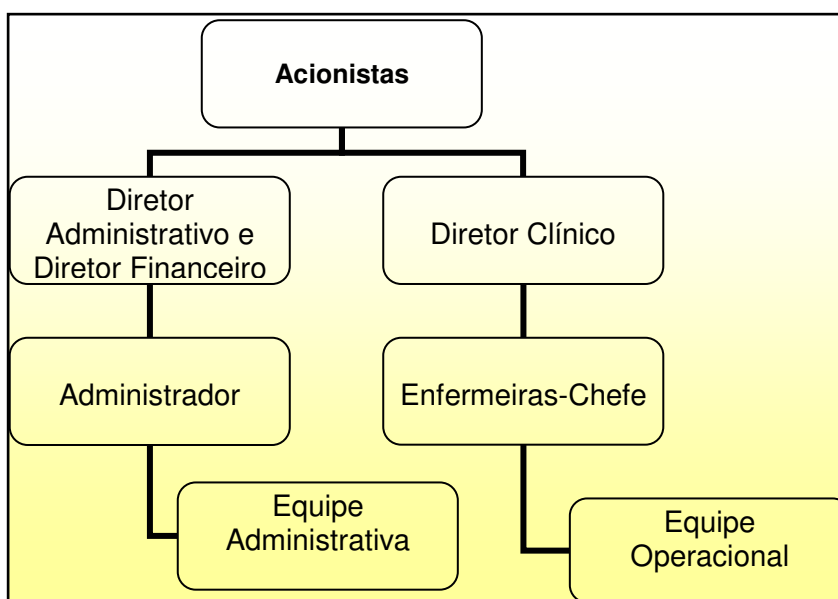 Acionistas
Diretor
Administrativo e
Diretor Financeiro
Diretor Clínico
Administrador
Enfermeiras-Chefe
Equipe
Administrativa
Equipe
Operacional